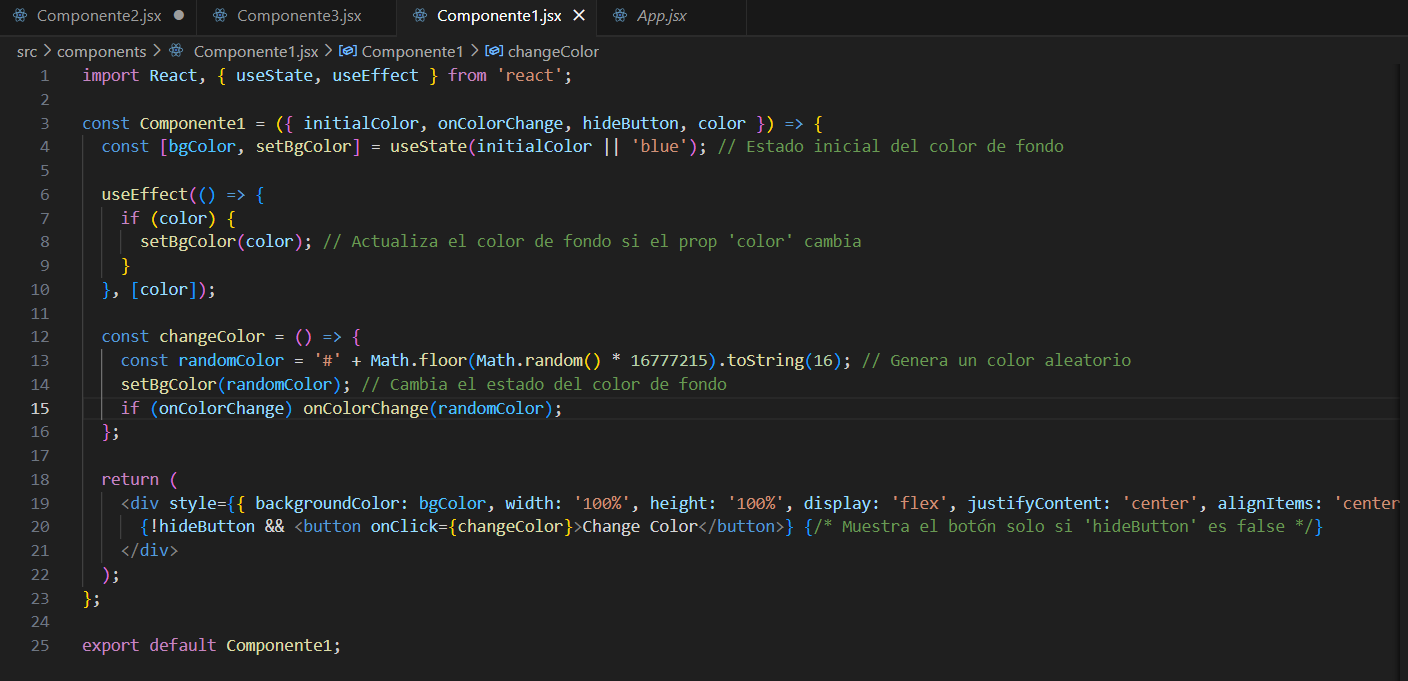 Componente2.jsx Componente3.jsx Componente1.jsx App.jsx
src > components > Componente1.jsx > Componente1 > changeColor
1 import React, { useState, useEffect } from 'react';
2
3 const Componente1 = ({ initialColor, onColorChange, hideButton, color }) => {
4 const [bgColor, setBgColor] = useState(initialColor || 'blue'); // Estado inicial del color de fondo
5
6 useEffect(() => {
7 if (color) {
8 setBgColor(color); // Actualiza el color de fondo si el prop 'color' cambia
9 }
10 }, [color]);
11
12 const changeColor = () => {
13 const randomColor = '#' + Math.floor(Math.random() * 16777215).toString(16); // Genera un color aleatorio
14 setBgColor(randomColor); // Cambia el estado del color de fondo
15 if (onColorChange) onColorChange(randomColor);
16 };
17
18 return (
19 <div style={{ backgroundColor: bgColor, width: '100%', height: '100%', display: 'flex', justifyContent: 'center', alignItems: 'center
20 {!hideButton && <button onClick={changeColor}>Change Color</button>} {/* Muestra el botón solo si 'hideButton' es false */}
21 </div>
22 );
23 };
24
25 export default Componente1;